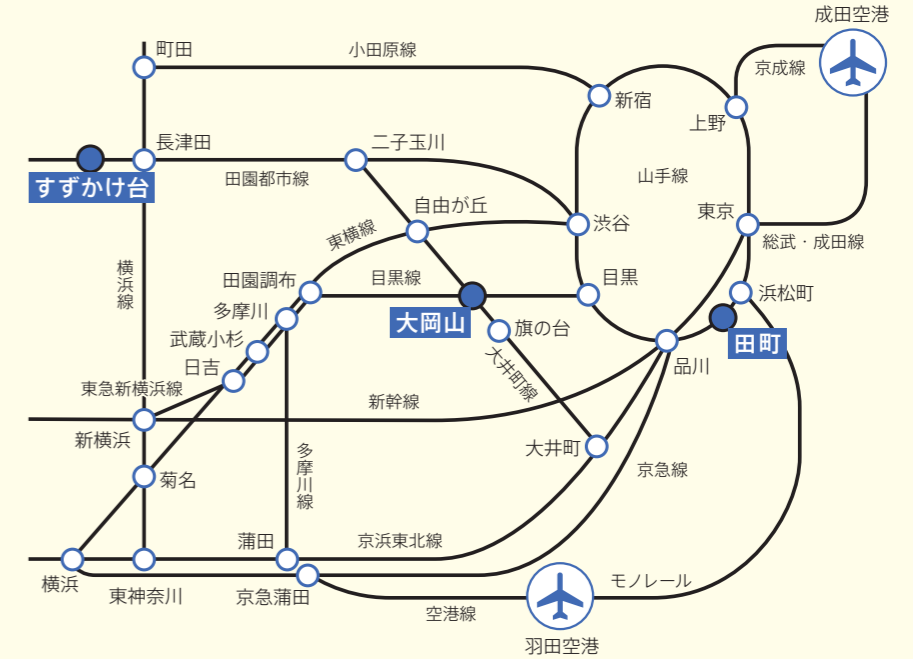 成田空港
町田
小田原線
京成線
新宿
上野
長津田
二子玉川
すずかけ台
田園都市線
山手線
自由が丘
東京
渋谷
東横線
総武・成田線
横浜線
田園調布
目黒線
目黒
浜松町
多摩川
大岡山
旗の台
田町
武蔵小杉
日吉
品川
大井町線
東急新横浜線
新幹線
新横浜
大井町
多摩川線
京急線
菊名
蒲田
京浜東北線
横浜
東神奈川
京急蒲田
モノレール
空港線
羽田空港